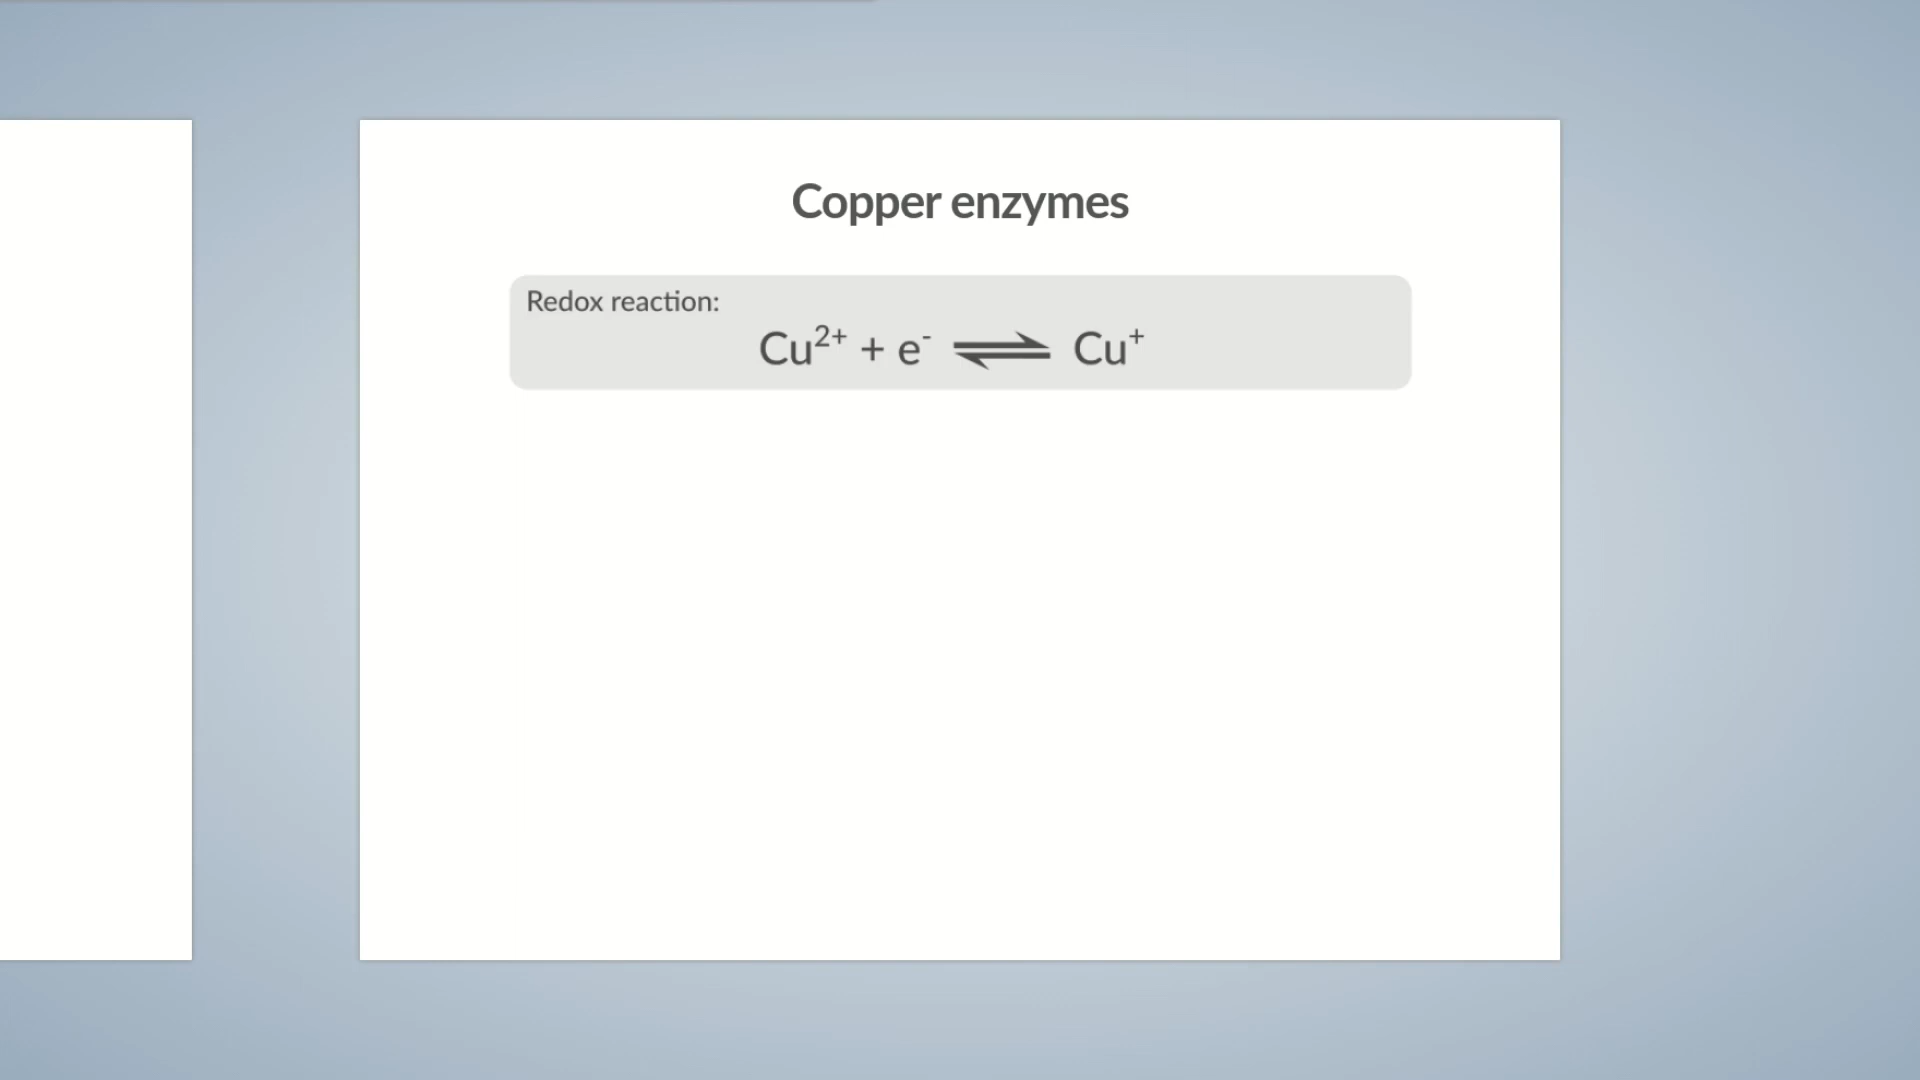 Copper enzymes
Redox reaction:
Cu²⁺ + e⁻ ⇌ Cu⁺